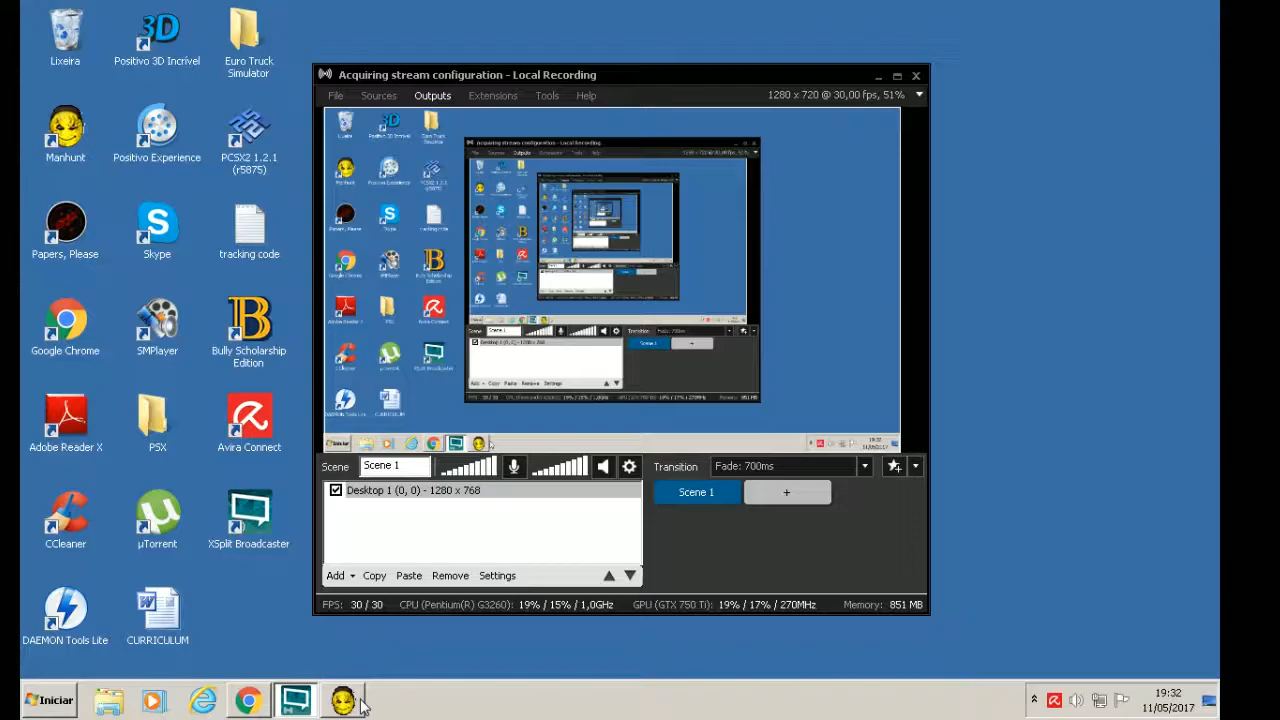 Lixeira
Positivo 3D Incrível
Euro Truck
Simulator
Manhunt
Positivo Experience
PCSX2 1.2.1
(r5875)
Papers, Please
Skype
tracking code
Google Chrome
SMPlayer
Bully Scholarship
Edition
Adobe Reader X
PSX
Avira Connect
CCleaner
µTorrent
XSplit Broadcaster
DAEMON Tools Lite
CURRICULUM
Acquiring stream configuration - Local Recording
File Sources Outputs Extensions Tools Help
1280 x 720 @ 30,00 fps, 51%
Scene Scene 1
Transition Fade: 700ms
Desktop 1 (0, 0) - 1280 x 768
Scene 1 +
Add Copy Paste Remove Settings
FPS: 30 / 30 CPU (Pentium(R) G3260): 19% / 15% / 1,0GHz GPU (GTX 750 Ti): 19% / 17% / 270MHz Memory: 851 MB
Iniciar
19:32
11/05/2017